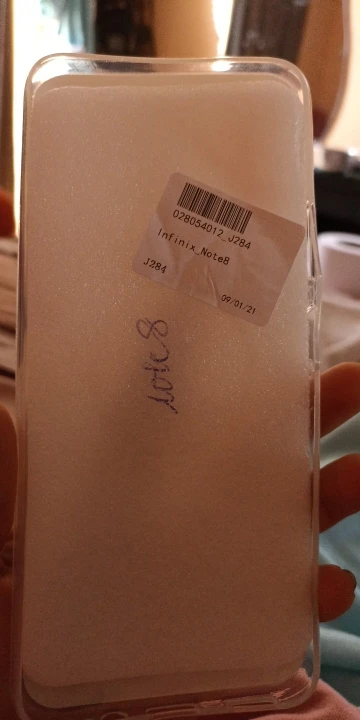 028054012_J284
Infinix_Note8
J284
09/01/21
note 8